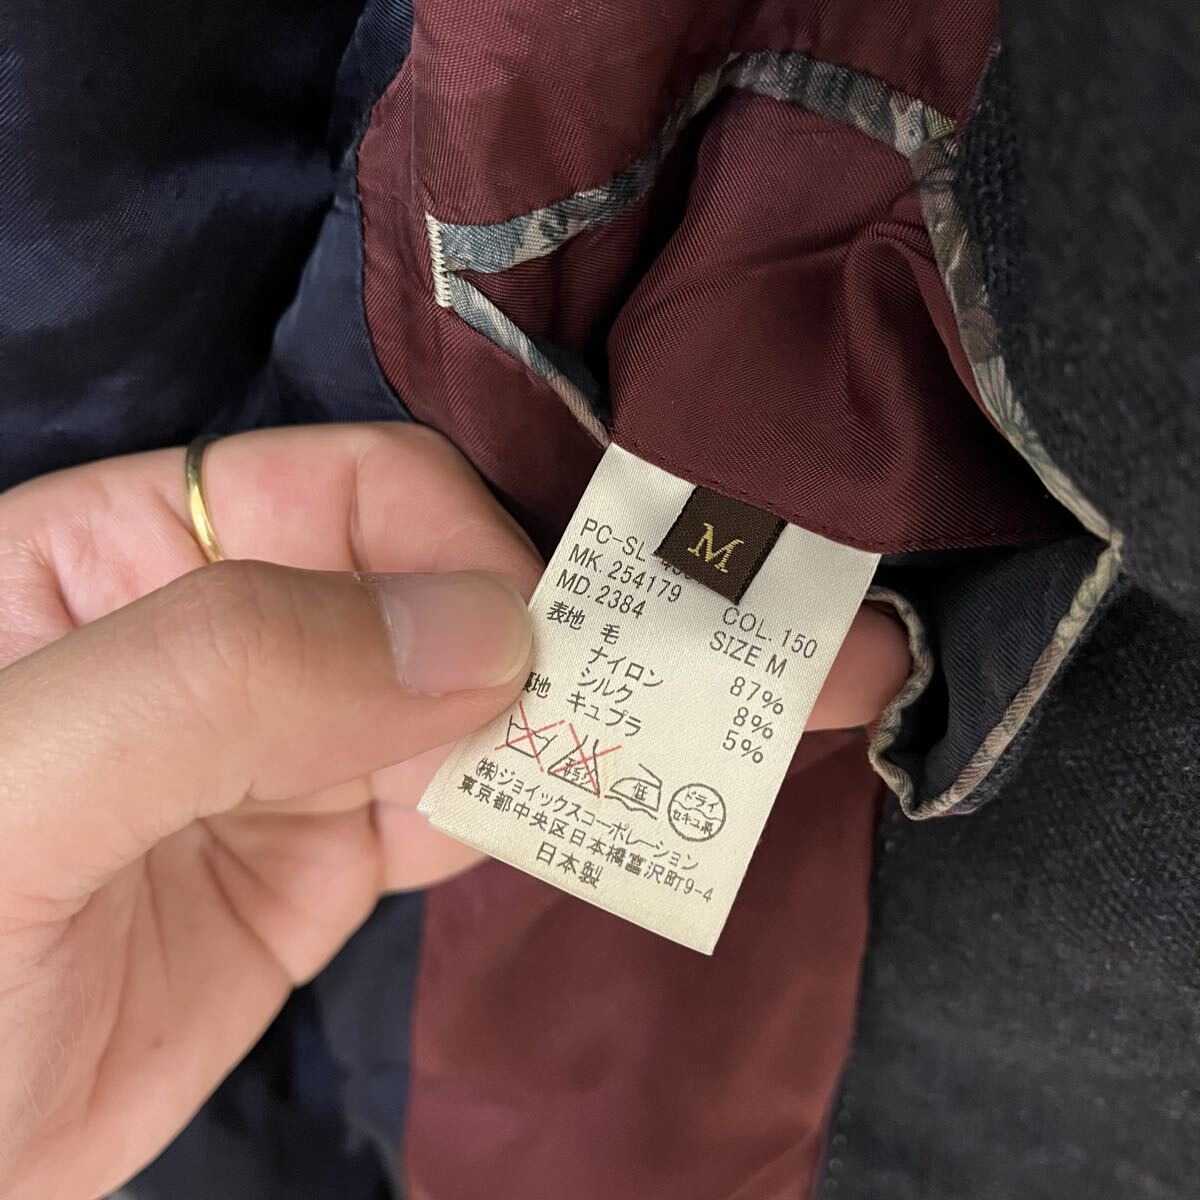 M
PC-SL
MK. 254179
MD. 2384
COL. 150
SIZE M
表地 毛 87%
ナイロン 8%
シルク 5%
裏地 キュプラ
低
ドライ
セキユ系
(株)ジョイックスコーポレーション
東京都中央区日本橋富沢町9-4
日本製